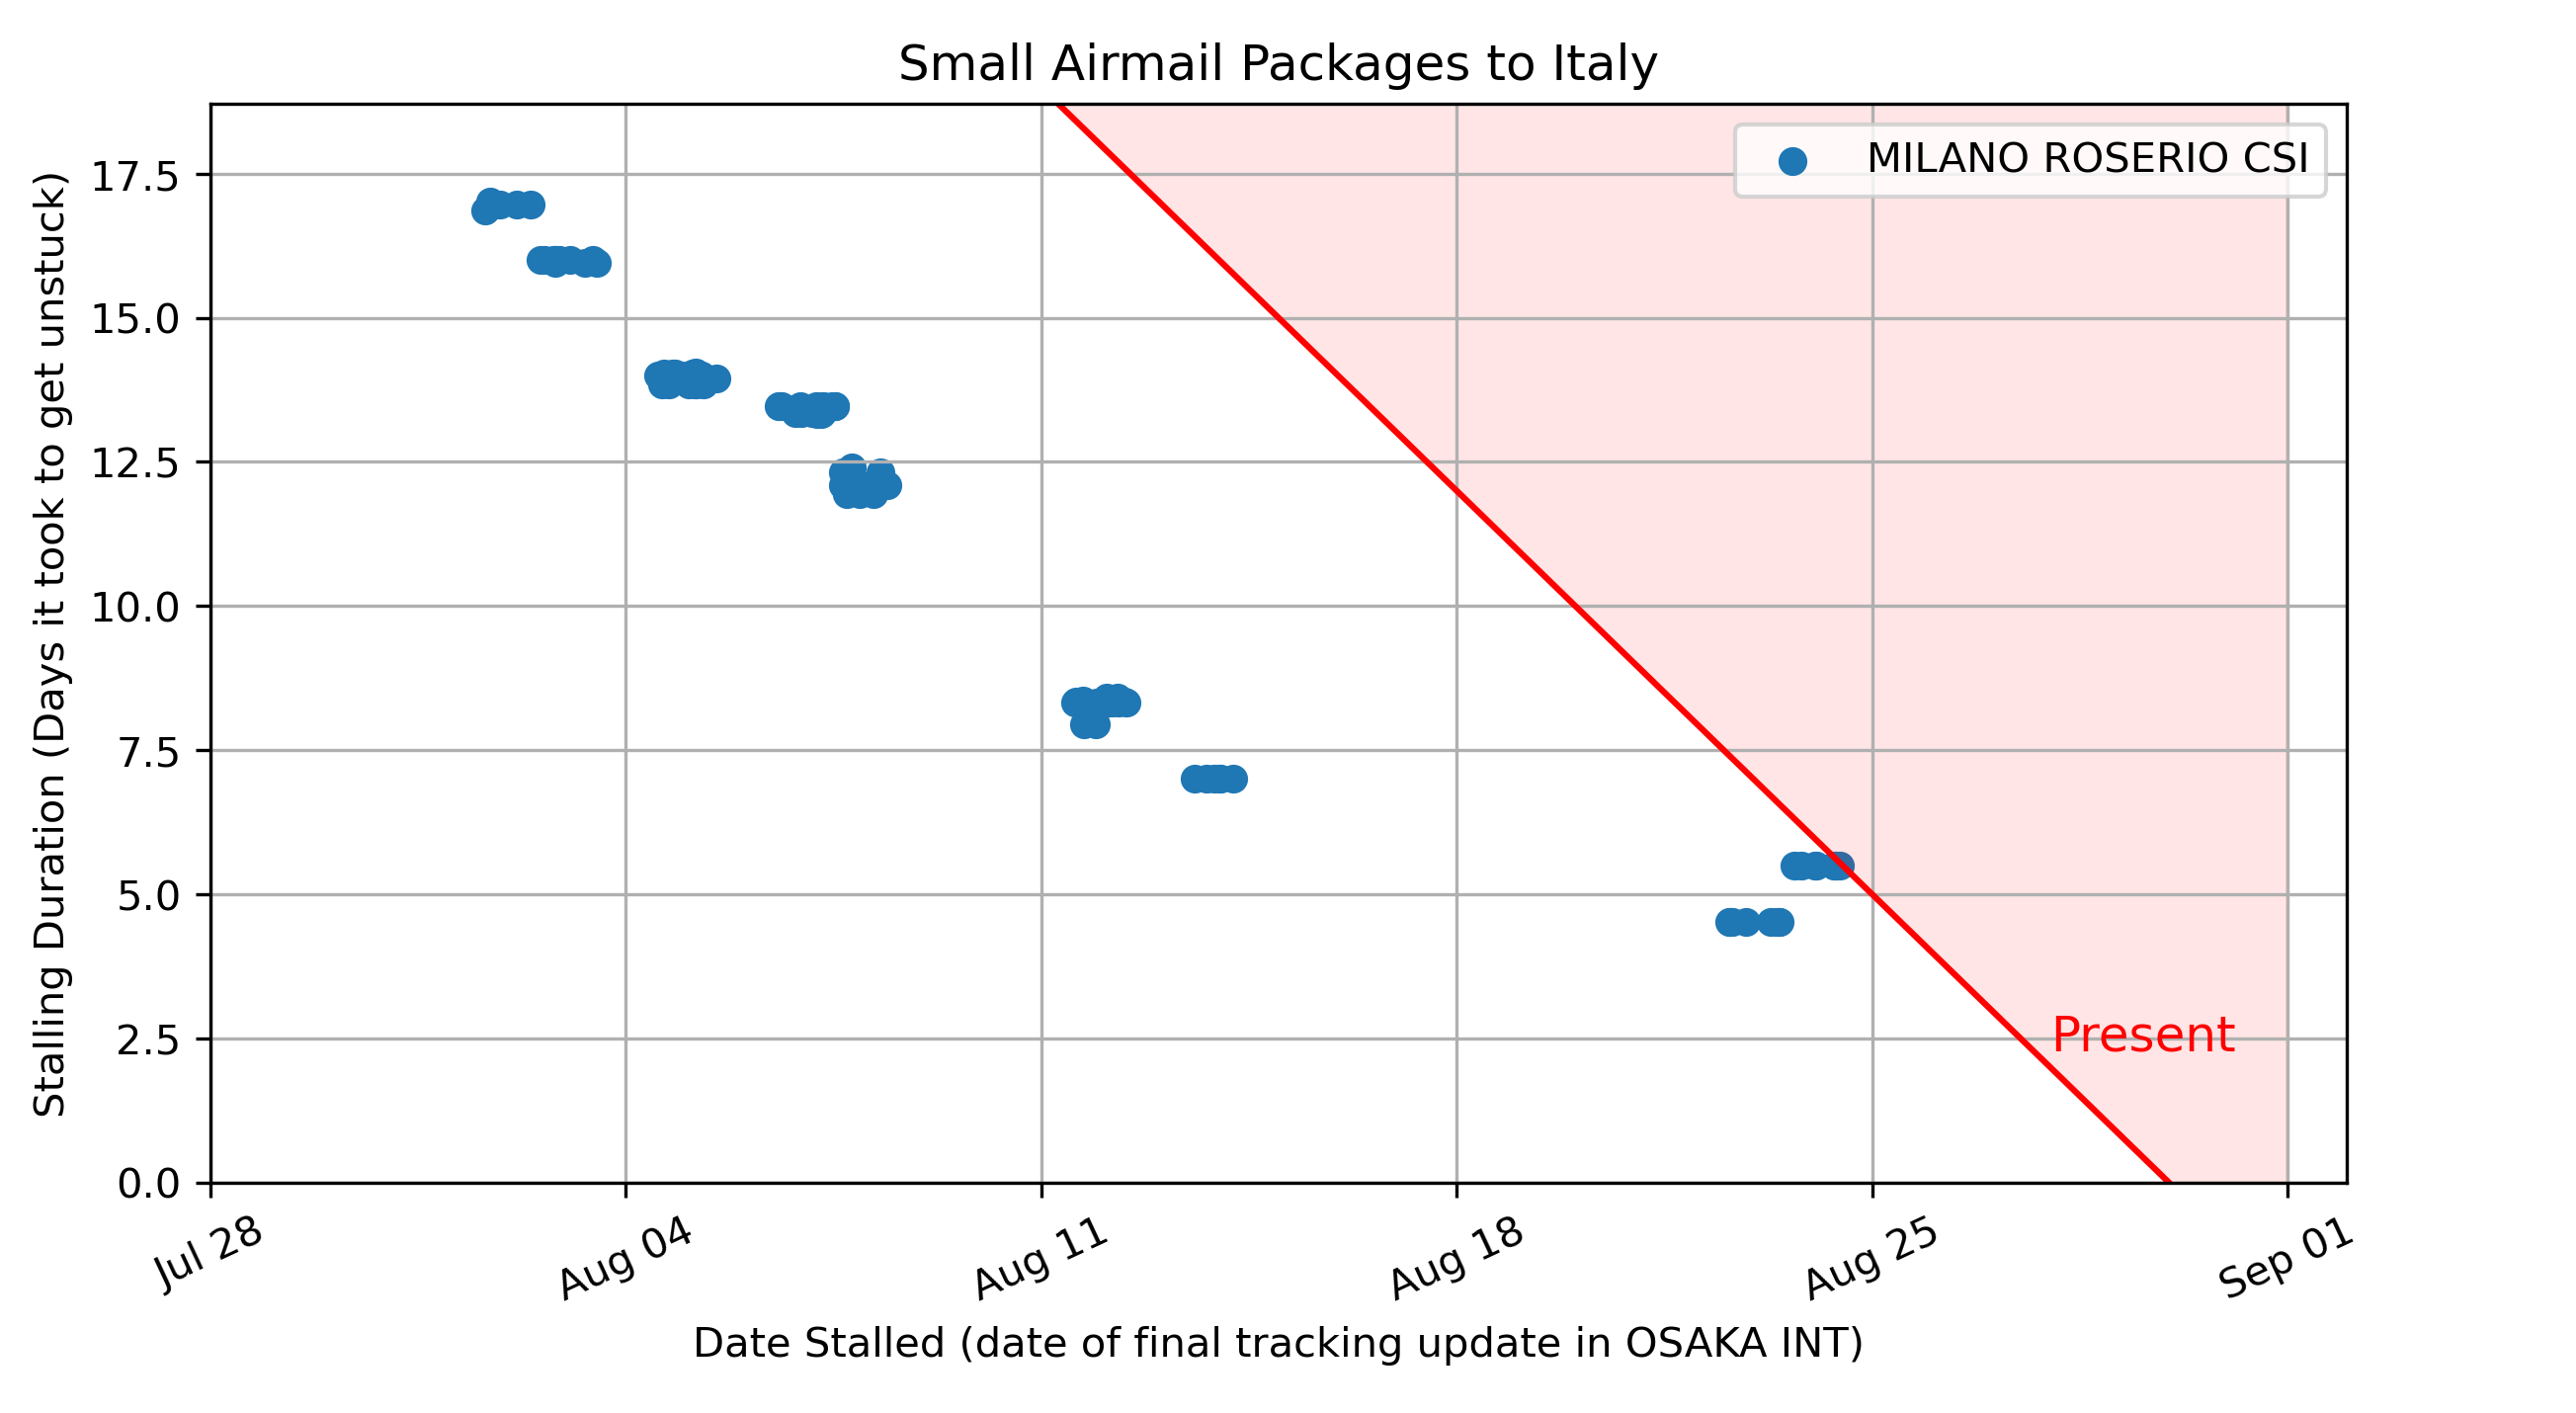 Small Airmail Packages to Italy
MILANO ROSERIO CSI
Stalling Duration (Days it took to get unstuck)
17.5
15.0
12.5
10.0
7.5
5.0
2.5
0.0
Present
Jul 28
Aug 04
Aug 11
Aug 18
Aug 25
Sep 01
Date Stalled (date of final tracking update in OSAKA INT)